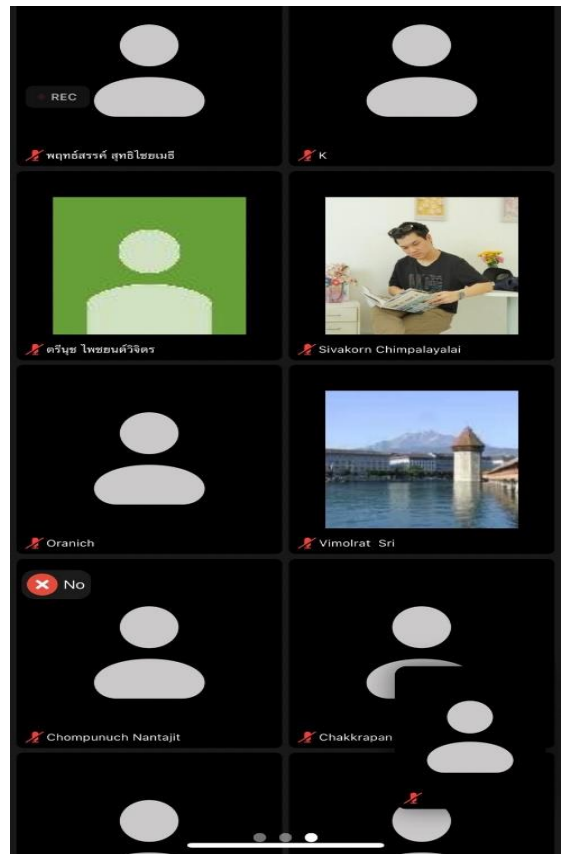 REC
พฤทธ์สรรค์ สุทธิไชยเมธี
K
ตรีนุช ไพชยนต์วิจิตร
Sivakorn Chimpalayalai
Oranich
Vimolrat Sri
No
Chompunuch Nantajit
Chakkrapan